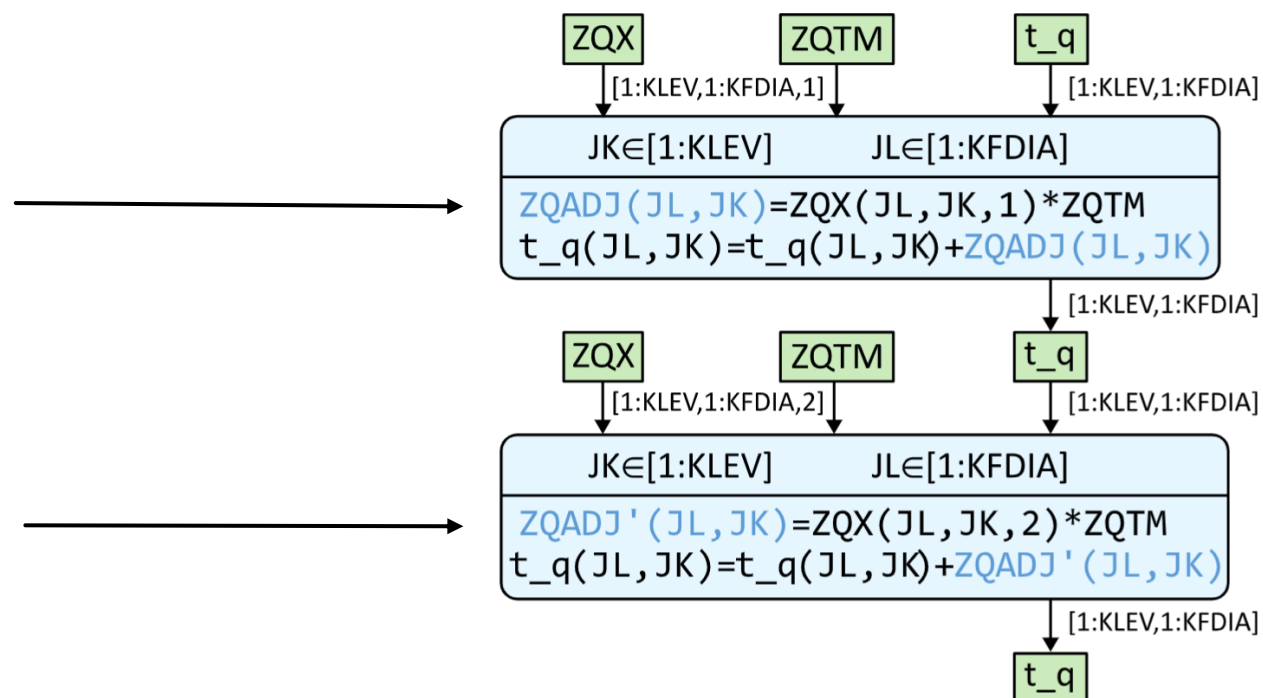 ZQX ZQTM t_q
[1:KLEV,1:KFDIA,1] [1:KLEV,1:KFDIA]
JK∈[1:KLEV] JL∈[1:KFDIA]
ZQADJ(JL,JK)=ZQX(JL,JK,1)*ZQTM
t_q(JL,JK)=t_q(JL,JK)+ZQADJ(JL,JK)
[1:KLEV,1:KFDIA]
ZQX ZQTM t_q
[1:KLEV,1:KFDIA,2] [1:KLEV,1:KFDIA]
JK∈[1:KLEV] JL∈[1:KFDIA]
ZQADJ'(JL,JK)=ZQX(JL,JK,2)*ZQTM
t_q(JL,JK)=t_q(JL,JK)+ZQADJ'(JL,JK)
[1:KLEV,1:KFDIA]
t_q